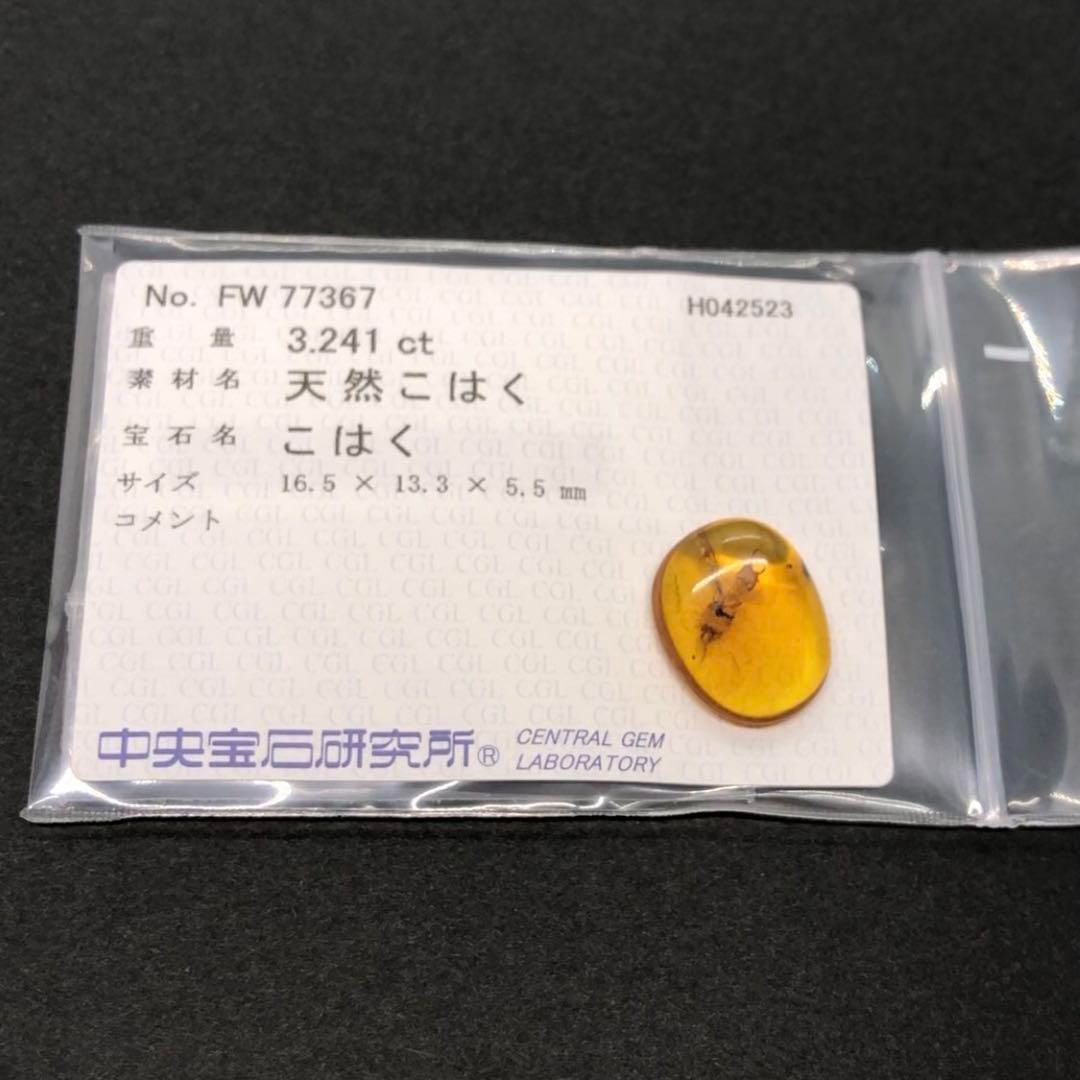 No. FW 77367
H042523
重量 3.241 ct
素材名 天然こはく
宝石名 こはく
サイズ 16.5 × 13.3 × 5.5 mm
コメント
中央宝石研究所® CENTRAL GEM
LABORATORY